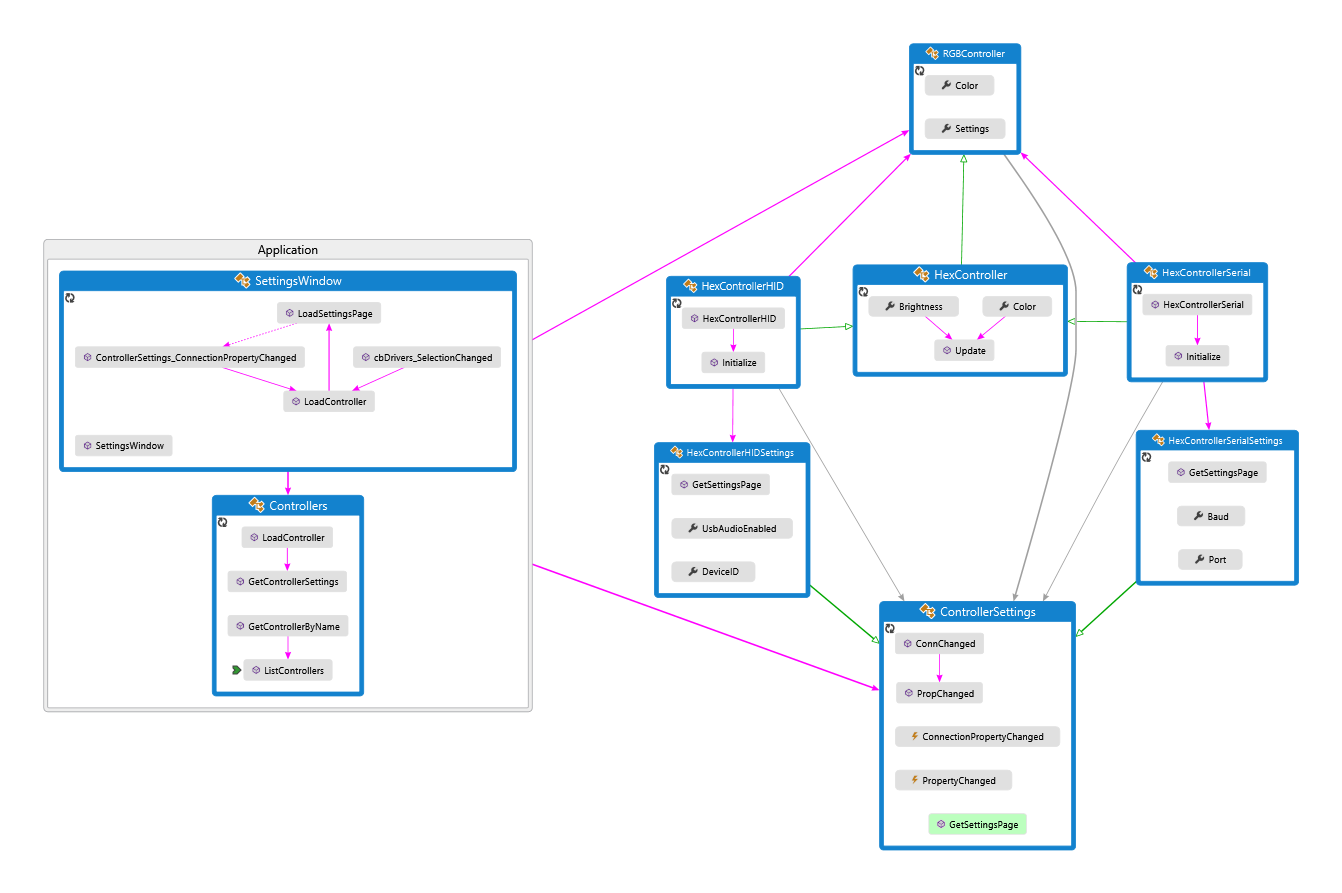 RGBController
Color
Settings
Application
SettingsWindow
LoadSettingsPage
ControllerSettings_ConnectionPropertyChanged
cbDrivers_SelectionChanged
LoadController
SettingsWindow
Controllers
LoadController
GetControllerSettings
GetControllerByName
ListControllers
HexControllerHID
HexControllerHID
Initialize
HexController
Brightness
Color
Update
HexControllerSerial
HexControllerSerial
Initialize
HexControllerHIDSettings
GetSettingsPage
UsbAudioEnabled
DeviceID
HexControllerSerialSettings
GetSettingsPage
Baud
Port
ControllerSettings
ConnChanged
PropChanged
ConnectionPropertyChanged
PropertyChanged
GetSettingsPage